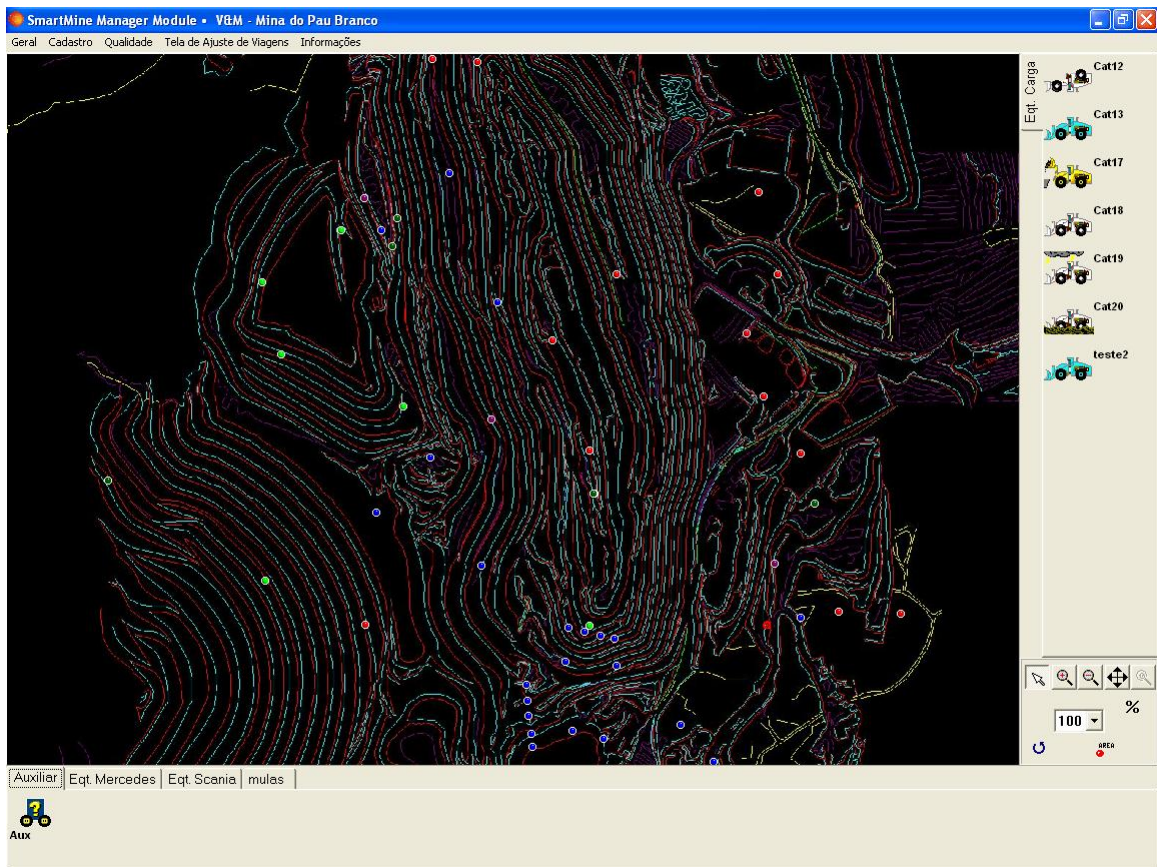 SmartMine Manager Module • V&M - Mina do Pau Branco
Geral Cadastro Qualidade Tela de Ajuste de Viagens Informações
Eqt. Carga
Cat12
Cat13
Cat17
Cat18
Cat19
Cat20
teste2
%
100
AREA
Auxiliar Eqt. Mercedes Eqt. Scania mulas
?
Aux